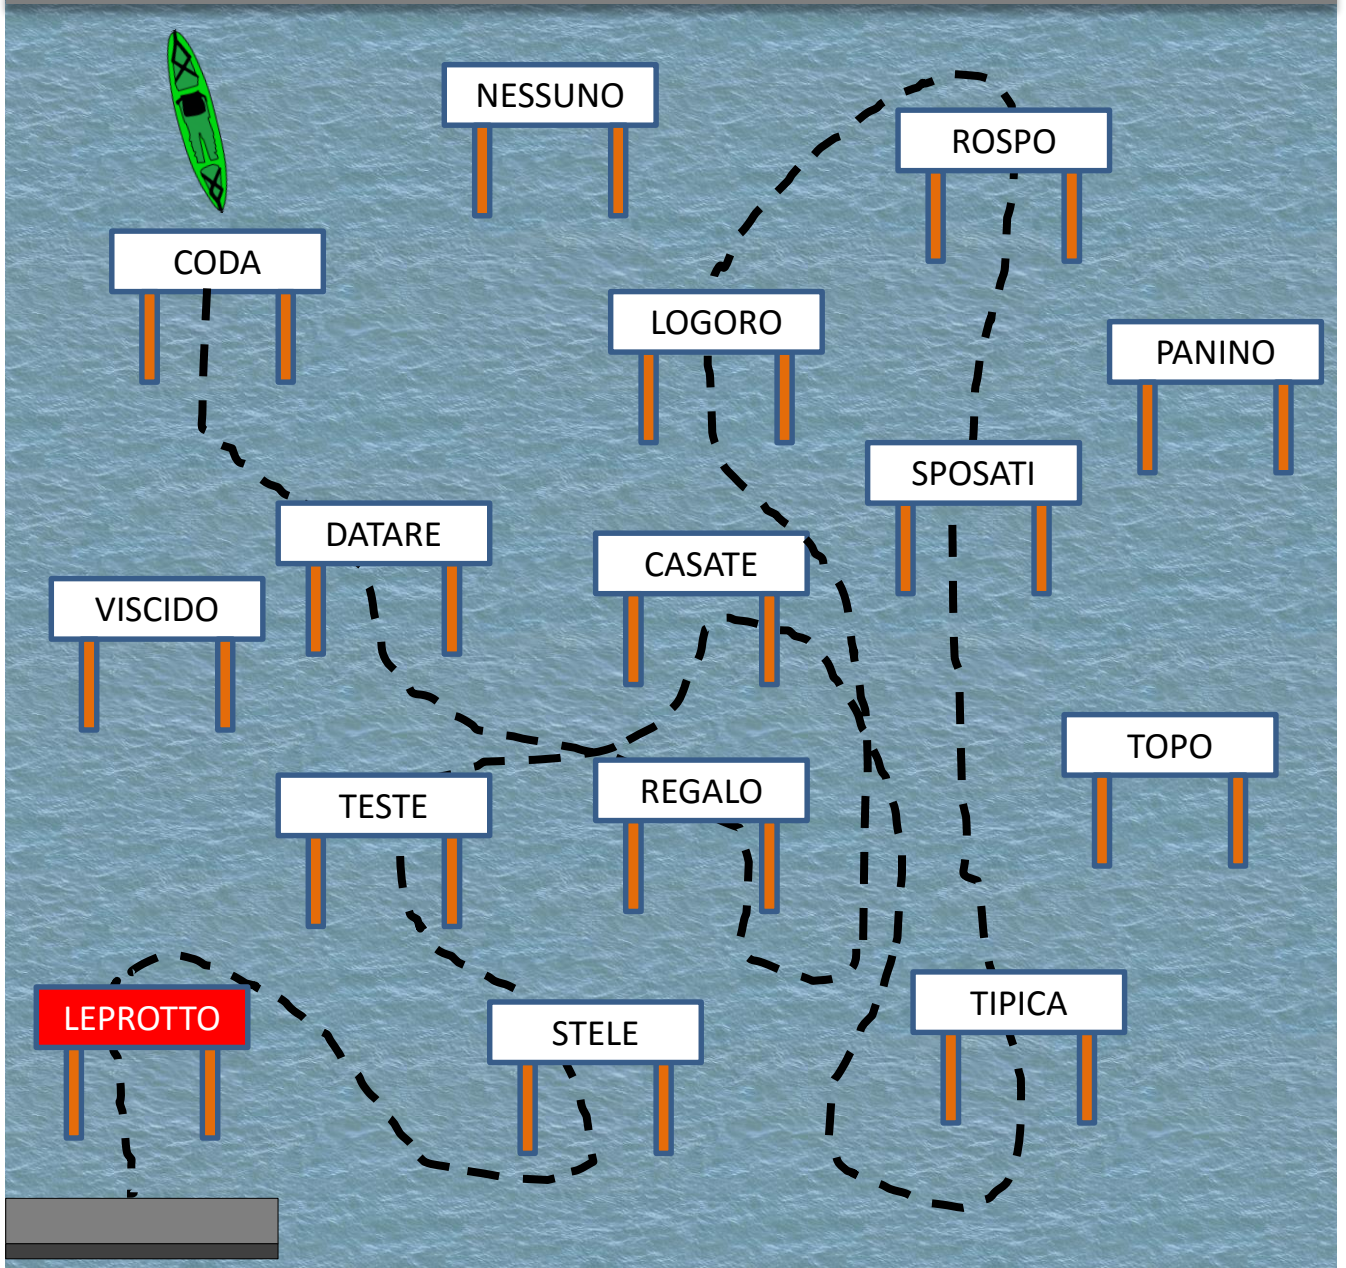 NESSUNO
ROSPO
CODA
LOGORO
PANINO
SPOSATI
DATARE
CASATE
VISCIDO
TOPO
REGALO
TESTE
TIPICA
LEPROTTO
STELE